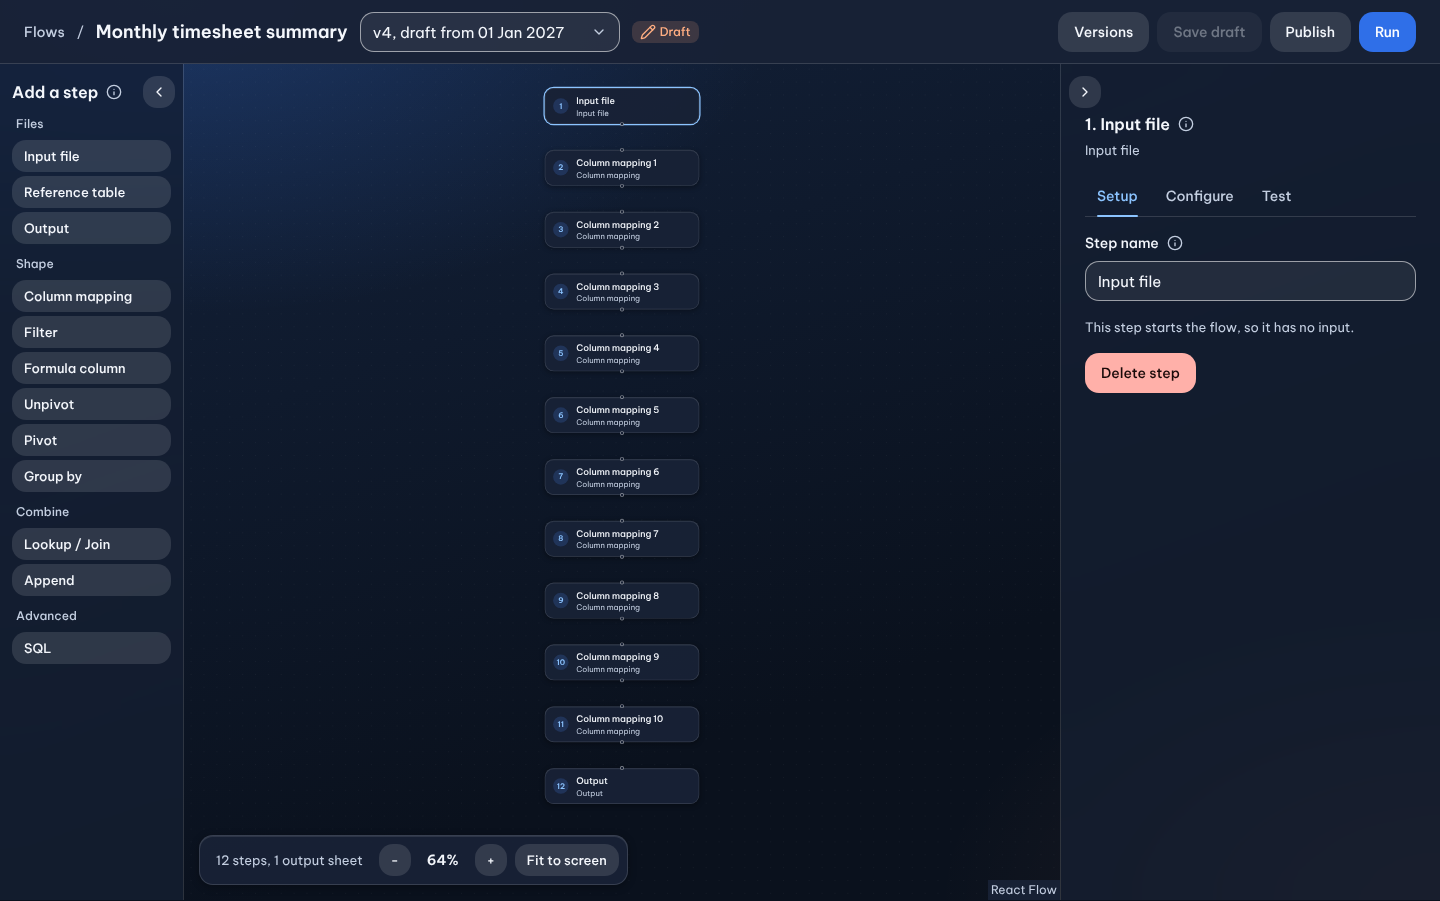 Flows / Monthly timesheet summary
v4, draft from 01 Jan 2027
Draft
Versions
Save draft
Publish
Run
Add a step
Files
Input file
Reference table
Output
Shape
Column mapping
Filter
Formula column
Unpivot
Pivot
Group by
Combine
Lookup / Join
Append
Advanced
SQL
1
Input file
Input file
2
Column mapping 1
Column mapping
3
Column mapping 2
Column mapping
4
Column mapping 3
Column mapping
5
Column mapping 4
Column mapping
6
Column mapping 5
Column mapping
7
Column mapping 6
Column mapping
8
Column mapping 7
Column mapping
9
Column mapping 8
Column mapping
10
Column mapping 9
Column mapping
11
Column mapping 10
Column mapping
12
Output
Output
12 steps, 1 output sheet
-
64%
+
Fit to screen
React Flow
1. Input file
Input file
Setup
Configure
Test
Step name
Input file
This step starts the flow, so it has no input.
Delete step